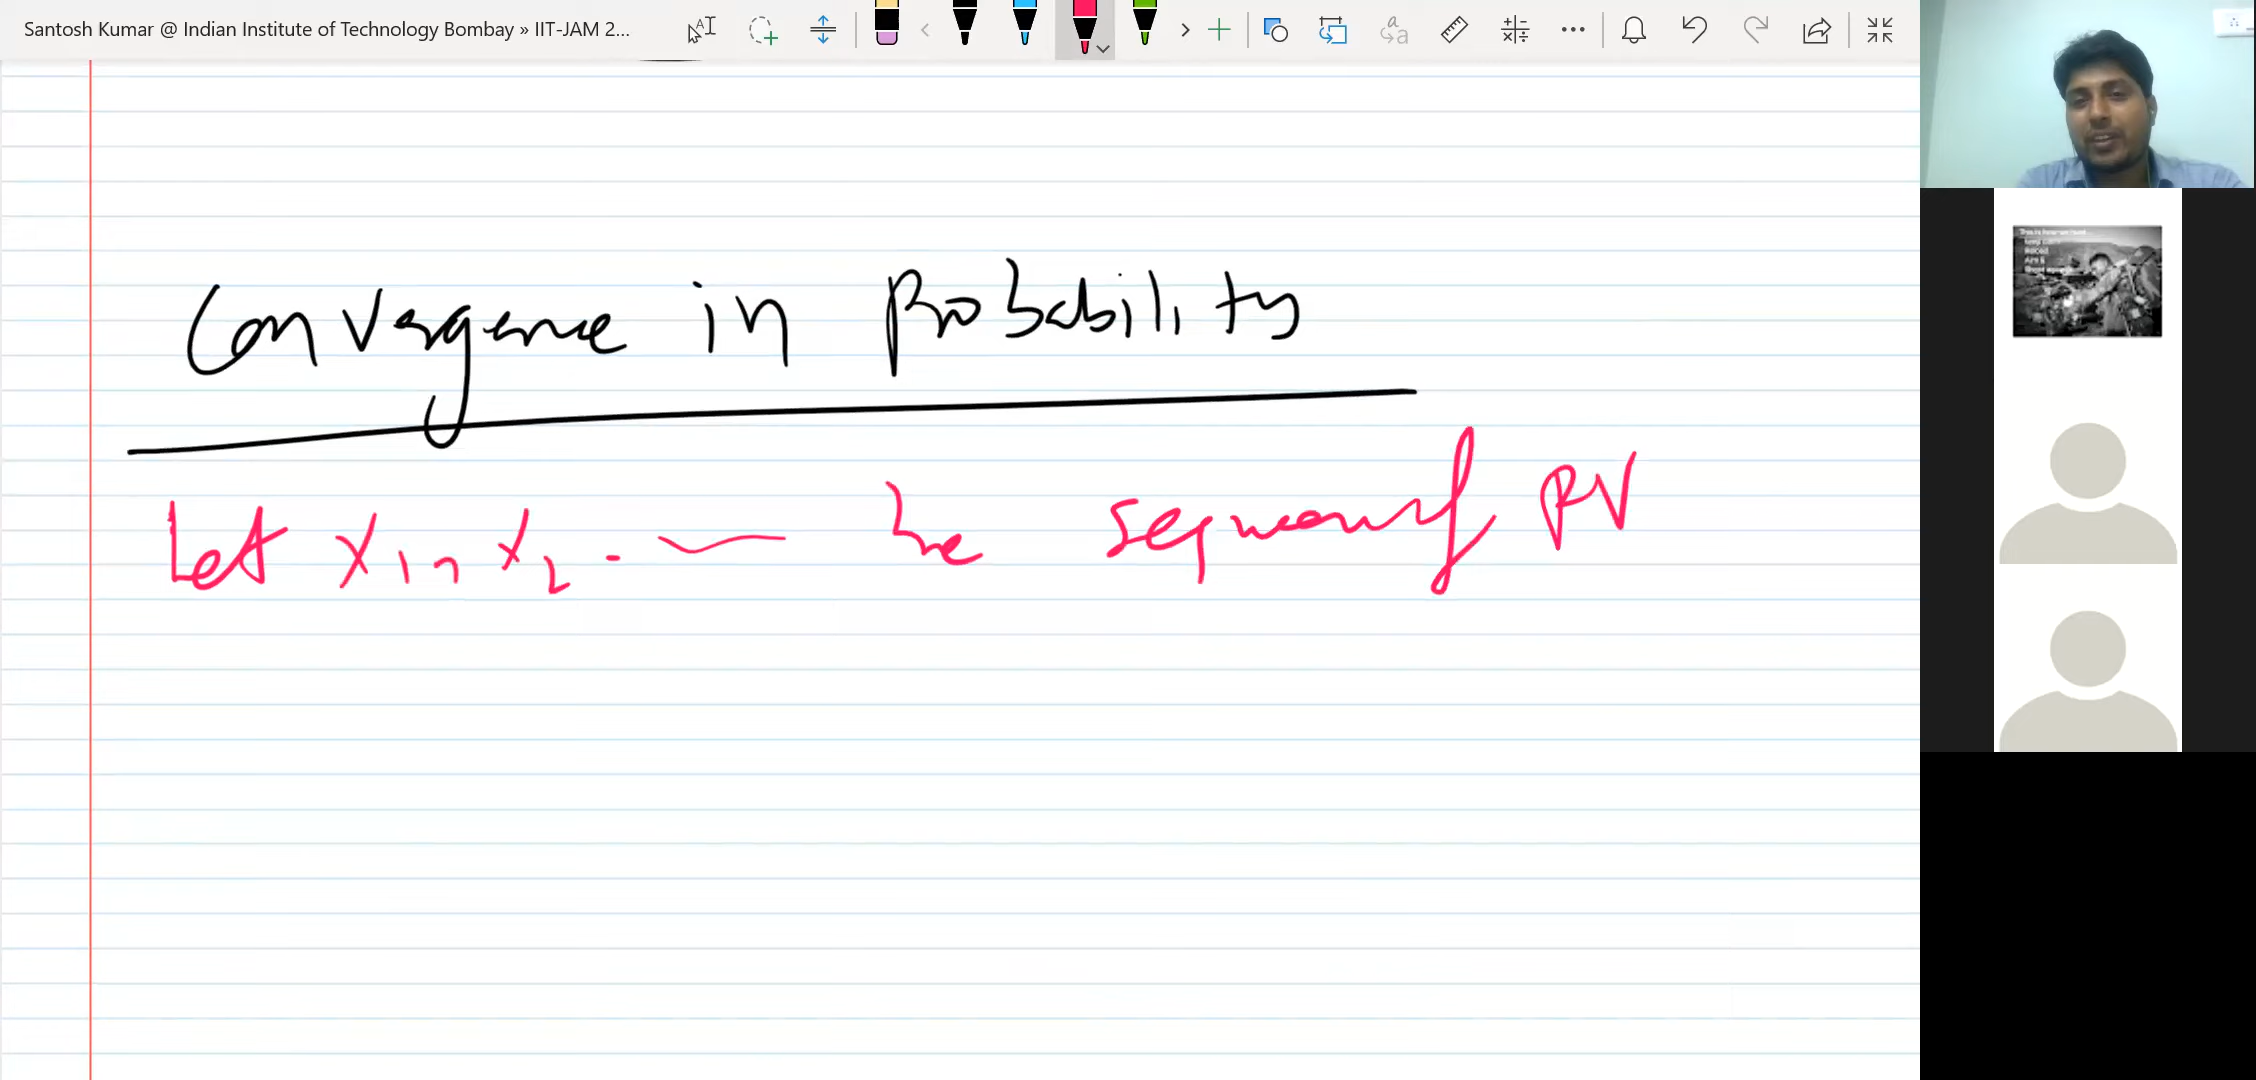 Santosh Kumar @ Indian Institute of Technology Bombay » IIT-JAM 2...
Convergence in Probability
Let X1, X2. — be sequence of RV